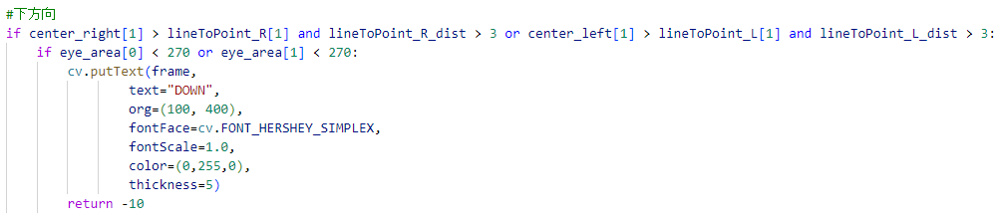 #下方向
if center_right[1] > lineToPoint_R[1] and lineToPoint_R_dist > 3 or center_left[1] > lineToPoint_L[1] and lineToPoint_L_dist > 3:
    if eye_area[0] < 270 or eye_area[1] < 270:
        cv.putText(frame,
                text="DOWN",
                org=(100, 400),
                fontFace=cv.FONT_HERSHEY_SIMPLEX,
                fontScale=1.0,
                color=(0,255,0),
                thickness=5)
        return -10